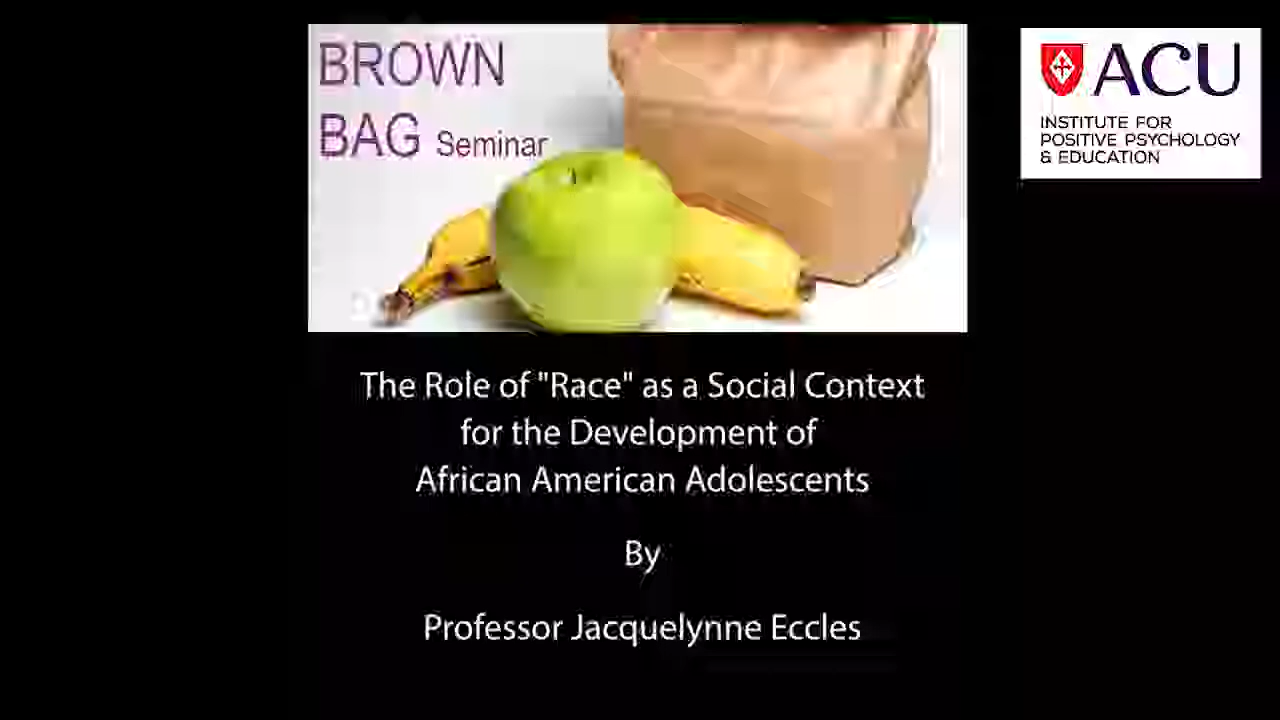 BROWN
BAG Seminar
ACU
INSTITUTE FOR
POSITIVE PSYCHOLOGY
& EDUCATION
The Role of "Race" as a Social Context
for the Development of
African American Adolescents
By
Professor Jacquelynne Eccles